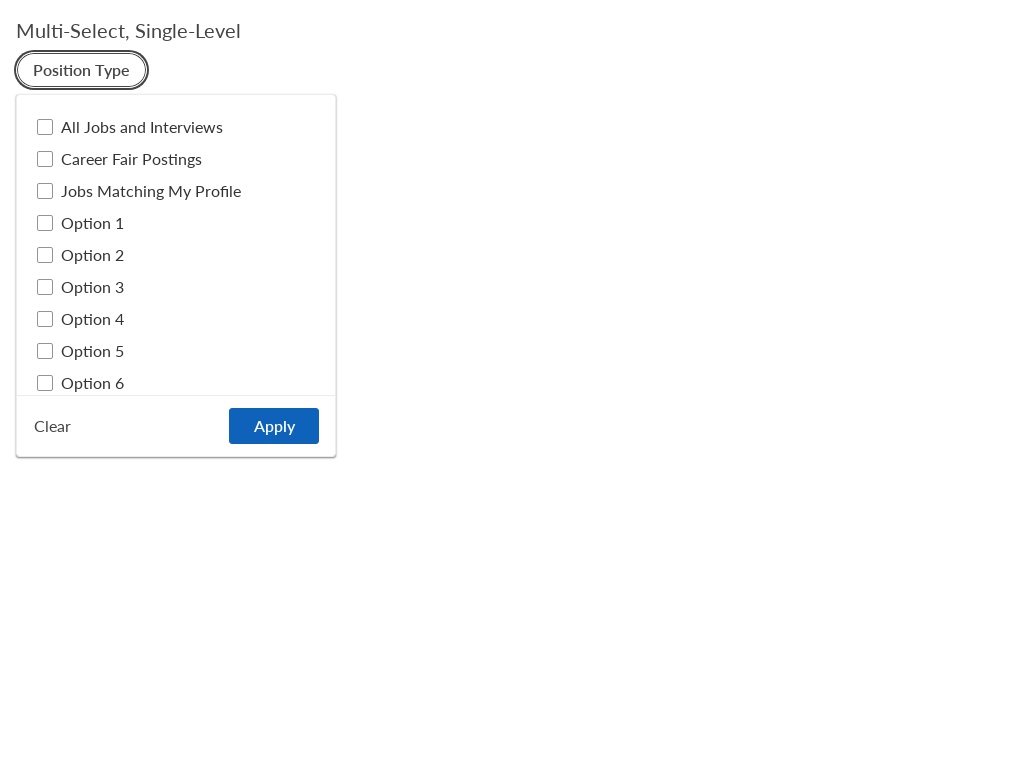 Multi-Select, Single-Level
Position Type
All Jobs and Interviews
Career Fair Postings
Jobs Matching My Profile
Option 1
Option 2
Option 3
Option 4
Option 5
Option 6
Clear
Apply